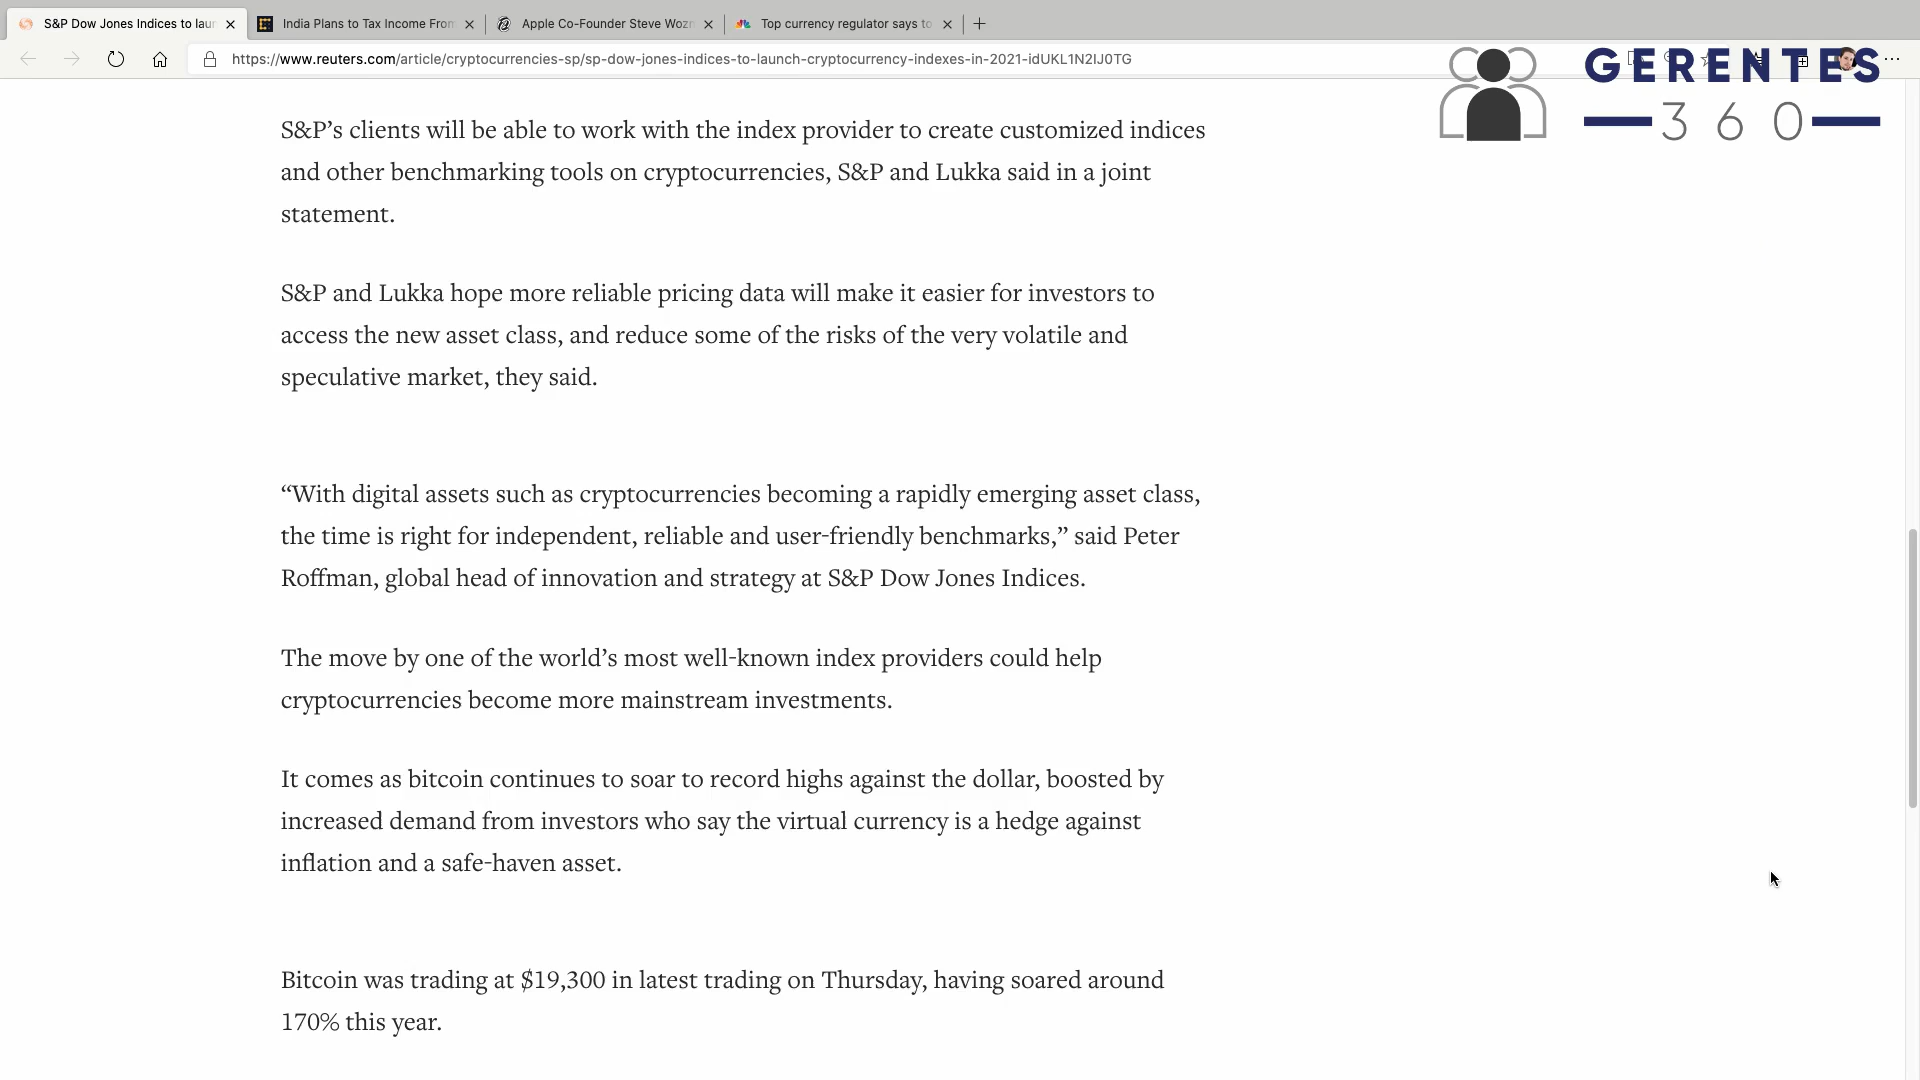 S&P Dow Jones Indices to lau
India Plans to Tax Income From
Apple Co-Founder Steve Wozn
Top currency regulator says to
https://www.reuters.com/article/cryptocurrencies-sp/sp-dow-jones-indices-to-launch-cryptocurrency-indexes-in-2021-idUKL1N2IJ0TG
GERENTES
360
S&P’s clients will be able to work with the index provider to create customized indices
and other benchmarking tools on cryptocurrencies, S&P and Lukka said in a joint
statement.
S&P and Lukka hope more reliable pricing data will make it easier for investors to
access the new asset class, and reduce some of the risks of the very volatile and
speculative market, they said.
“With digital assets such as cryptocurrencies becoming a rapidly emerging asset class,
the time is right for independent, reliable and user-friendly benchmarks,” said Peter
Roffman, global head of innovation and strategy at S&P Dow Jones Indices.
The move by one of the world’s most well-known index providers could help
cryptocurrencies become more mainstream investments.
It comes as bitcoin continues to soar to record highs against the dollar, boosted by
increased demand from investors who say the virtual currency is a hedge against
inflation and a safe-haven asset.
Bitcoin was trading at $19,300 in latest trading on Thursday, having soared around
170% this year.